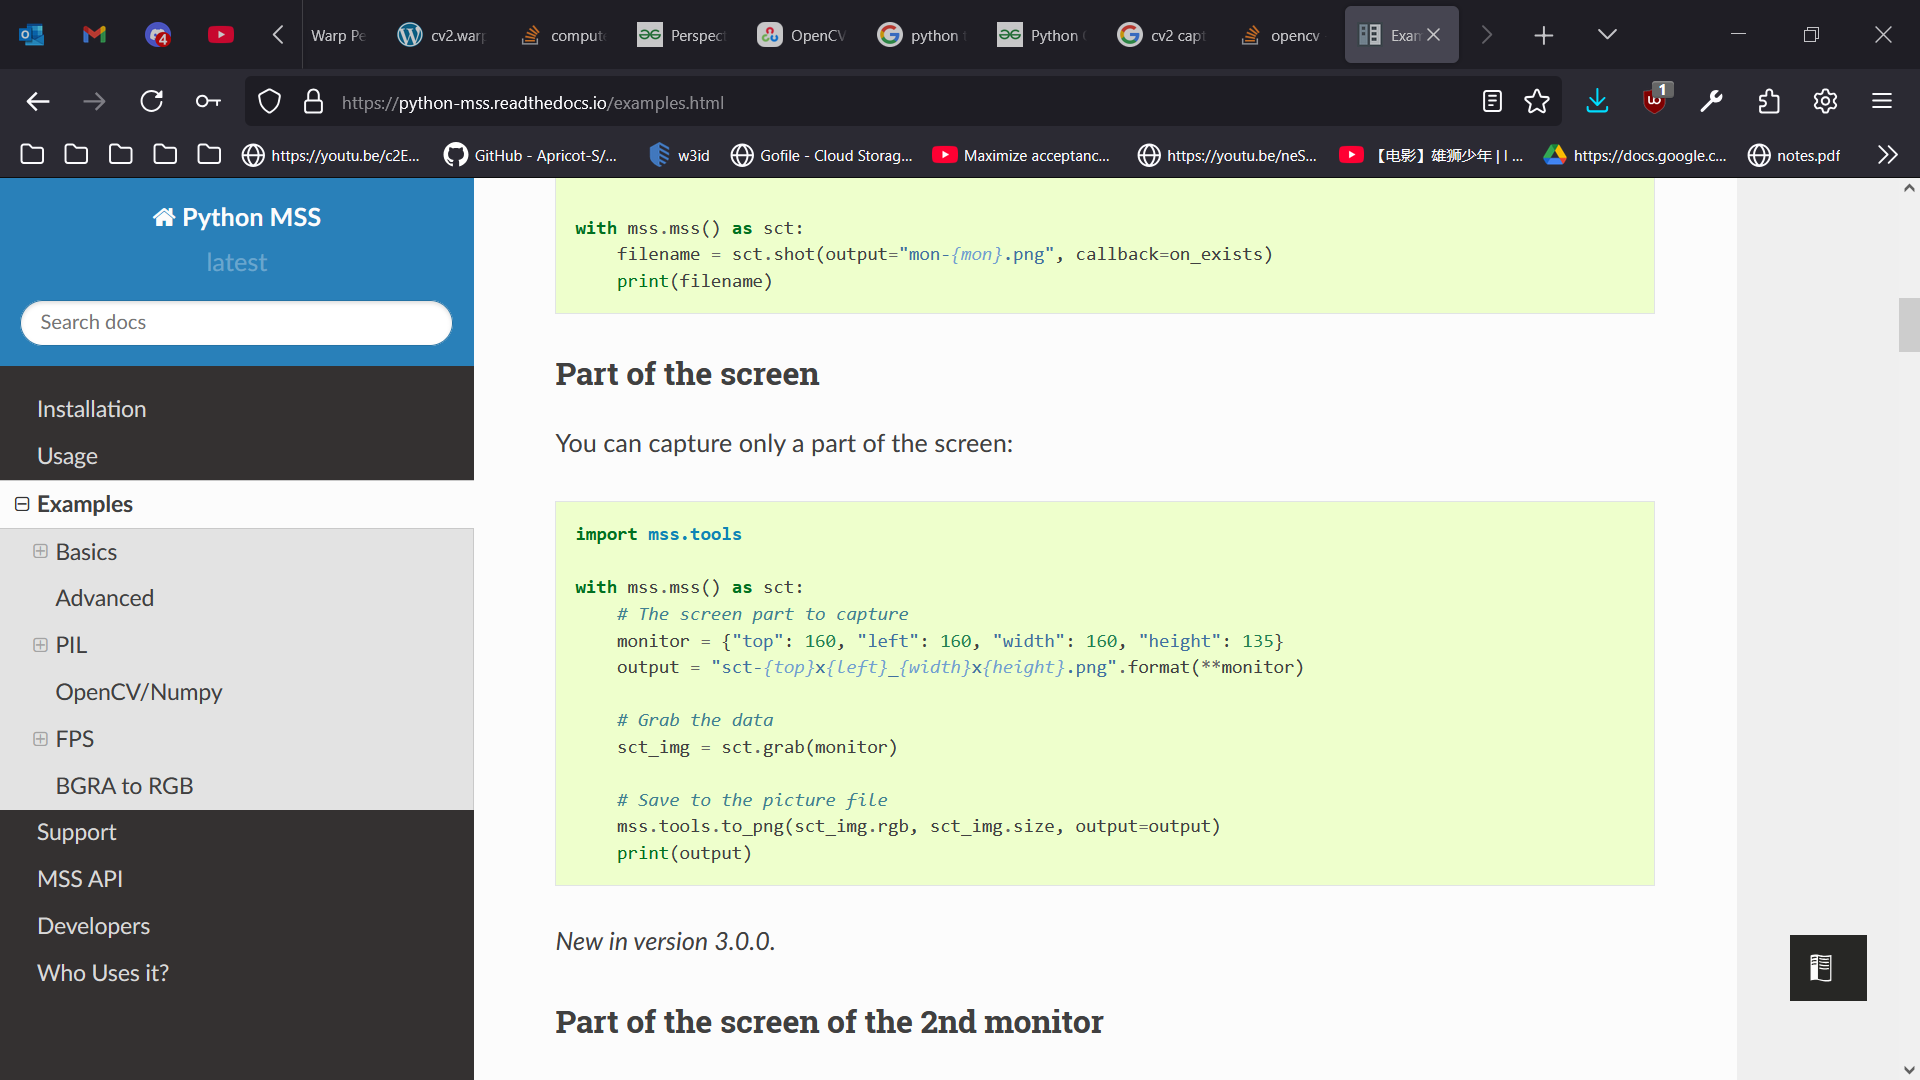 4
Warp Pe
cv2.warp
compute
Perspect
OpenCV
python t
Python
cv2 capt
opencv
Exam
https://python-mss.readthedocs.io/examples.html
1
https://youtu.be/c2E...
GitHub - Apricot-S/...
w3id
Gofile - Cloud Storag...
Maximize acceptanc...
https://youtu.be/neS...
【电影】雄狮少年 | I ...
https://docs.google.c...
notes.pdf
Python MSS
latest
Search docs
Installation
Usage
Examples
Basics
Advanced
PIL
OpenCV/Numpy
FPS
BGRA to RGB
Support
MSS API
Developers
Who Uses it?
with mss.mss() as sct:
    filename = sct.shot(output="mon-{mon}.png", callback=on_exists)
    print(filename)
Part of the screen
You can capture only a part of the screen:
import mss.tools
with mss.mss() as sct:
    # The screen part to capture
    monitor = {"top": 160, "left": 160, "width": 160, "height": 135}
    output = "sct-{top}x{left}_{width}x{height}.png".format(**monitor)
    # Grab the data
    sct_img = sct.grab(monitor)
    # Save to the picture file
    mss.tools.to_png(sct_img.rgb, sct_img.size, output=output)
    print(output)
New in version 3.0.0.
Part of the screen of the 2nd monitor